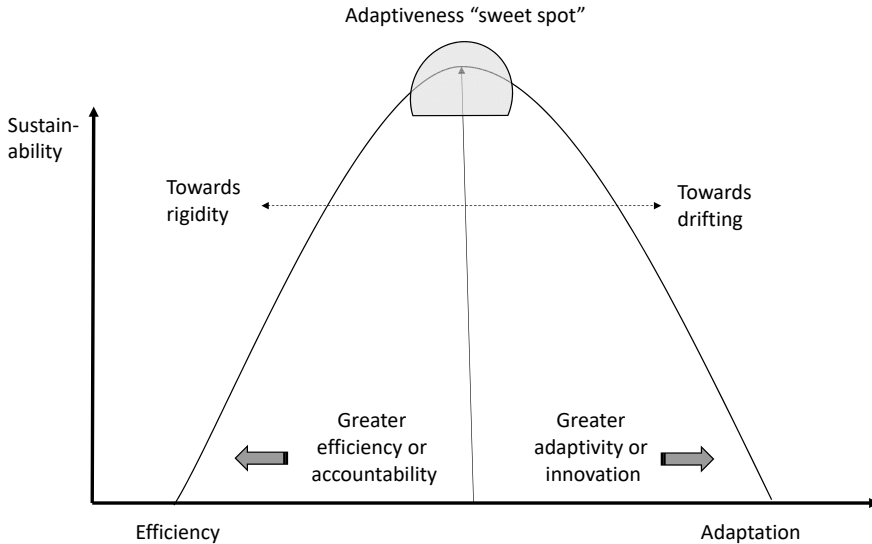 Adaptiveness “sweet spot”
Sustain-
ability
Towards
rigidity
Towards
drifting
Greater
efficiency or
accountability
Greater
adaptivity or
innovation
Efficiency
Adaptation